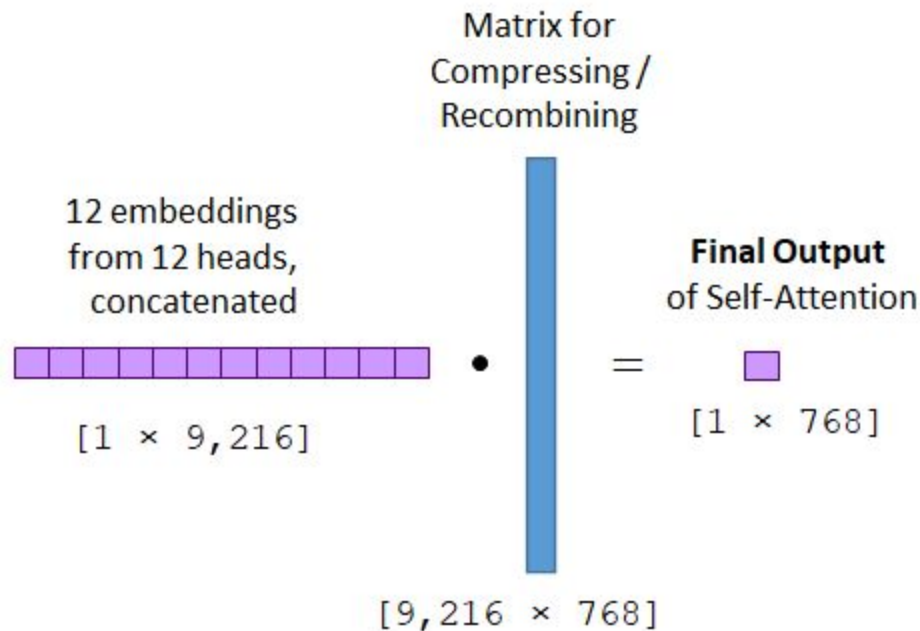 Matrix for
Compressing /
Recombining
12 embeddings
from 12 heads,
concatenated
Final Output
of Self-Attention
=
[1 × 9,216]
[1 × 768]
[9,216 × 768]